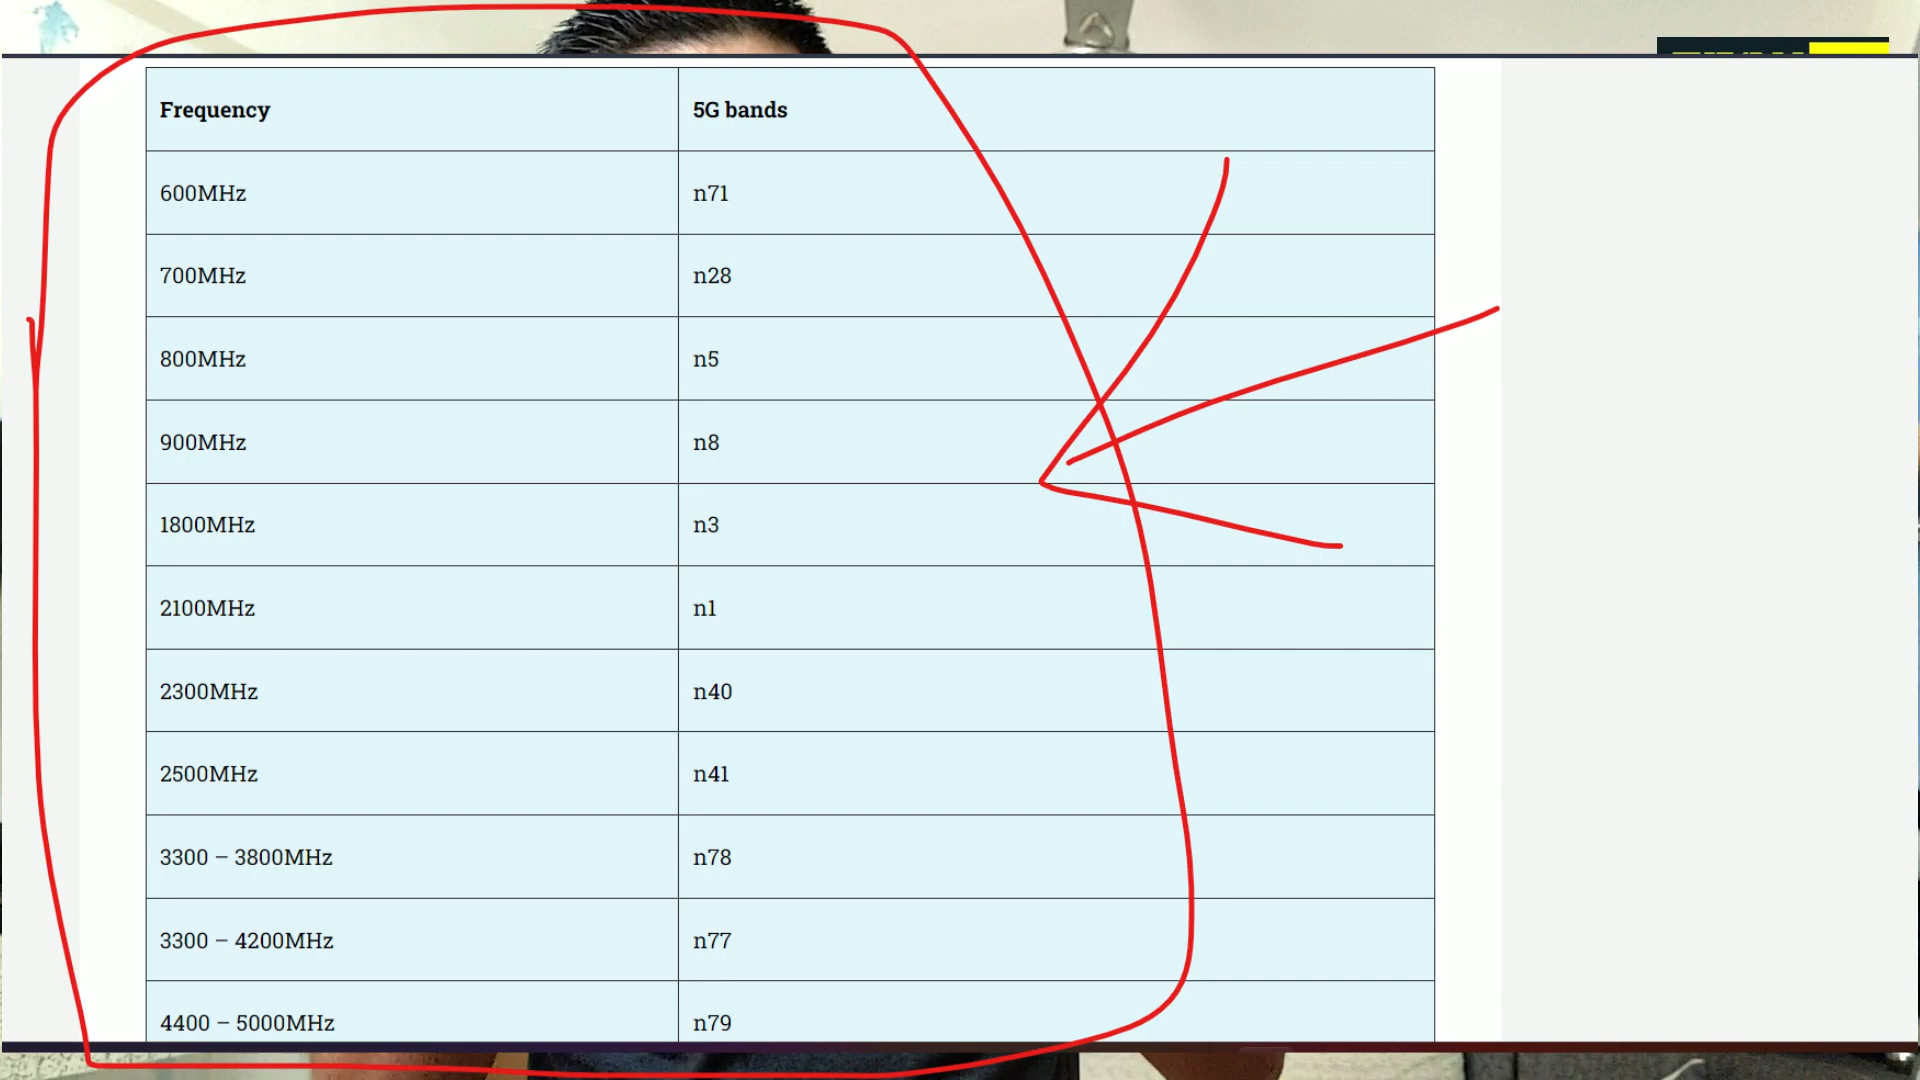 Frequency 5G bands
600MHz n71
700MHz n28
800MHz n5
900MHz n8
1800MHz n3
2100MHz n1
2300MHz n40
2500MHz n41
3300 – 3800MHz n78
3300 – 4200MHz n77
4400 – 5000MHz n79